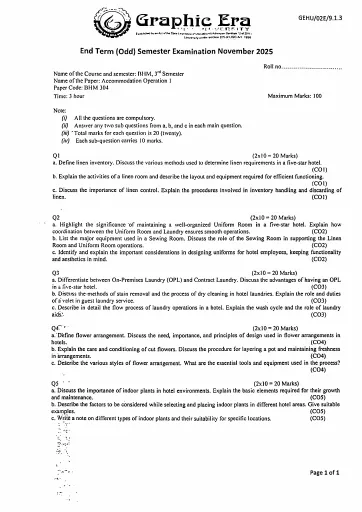 GEHU/02E/9.1.3
Graphic Era
UNIVERSITY
End Term (Odd) Semester Examination November 2025
Roll no..............................
Name of the Course and semester: BHM, 3rd Semester
Name of the Paper: Accommodation Operation 1
Paper Code: BHM 304
Time: 3 hour Maximum Marks: 100
Note:
(i) All the questions are compulsory.
(ii) Answer any two sub questions from a, b, and c in each main question.
(iii) Total marks for each question is 20 (twenty).
(iv) Each sub-question carries 10 marks.
Q1 (2x10 = 20 Marks)
a. Define linen inventory. Discuss the various methods used to determine linen requirements in a five-star hotel.
(CO1)
b. Explain the activities of a linen room and describe the layout and equipment required for efficient functioning.
(CO1)
c. Discuss the importance of linen control. Explain the procedures involved in inventory handling and discarding of
linen. (CO1)
Q2 (2x10 = 20 Marks)
a. Highlight the significance of maintaining a well-organized Uniform Room in a five-star hotel. Explain how
coordination between the Uniform Room and Laundry ensures smooth operations. (CO2)
b. List the major equipment used in a Sewing Room. Discuss the role of the Sewing Room in supporting the Linen
Room and Uniform Room operations. (CO2)
c. Identify and explain the important considerations in designing uniforms for hotel employees, keeping functionality
and aesthetics in mind. (CO2)
Q3 (2x10 = 20 Marks)
a. Differentiate between On-Premises Laundry (OPL) and Contract Laundry. Discuss the advantages of having an OPL
in a five-star hotel. (CO3)
b. Discuss the methods of stain removal and the process of dry cleaning in hotel laundries. Explain the role and duties
of valets in guest laundry service. (CO3)
c. Describe in detail the flow process of laundry operations in a hotel. Explain the wash cycle and the role of laundry
aids. (CO3)
Q4 (2x10 = 20 Marks)
a. Define flower arrangement. Discuss the need, importance, and principles of design used in flower arrangements in
hotels. (CO4)
b. Explain the care and conditioning of cut flowers. Discuss the procedure for layering a pot and maintaining freshness
in arrangements. (CO4)
c. Describe the various styles of flower arrangement. What are the essential tools and equipment used in the process?
(CO4)
Q5 (2x10 = 20 Marks)
a. Discuss the importance of indoor plants in hotel environments. Explain the basic elements required for their growth
and maintenance. (CO5)
b. Describe the factors to be considered while selecting and placing indoor plants in different hotel areas. Give suitable
examples. (CO5)
c. Write a note on different types of indoor plants and their suitability for specific locations. (CO5)
Page 1 of 1